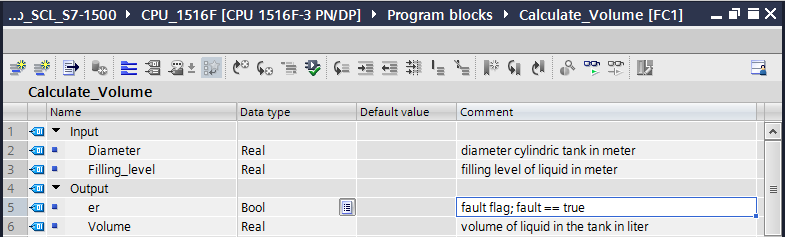 _SCL_S7-1500 ▸ CPU_1516F [CPU 1516F-3 PN/DP] ▸ Program blocks ▸ Calculate_Volume [FC1]
Calculate_Volume
Name Data type Default value Comment
1 Input
2 Diameter Real diameter cylindric tank in meter
3 Filling_level Real filling level of liquid in meter
4 Output
5 er Bool fault flag; fault == true
6 Volume Real volume of liquid in the tank in liter